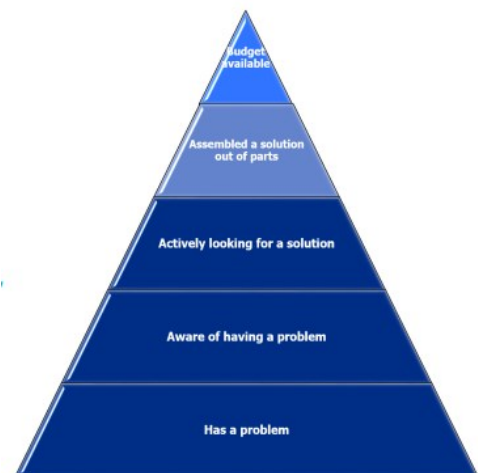 Budget
available
Assembled a solution
out of parts
Actively looking for a solution
Aware of having a problem
Has a problem